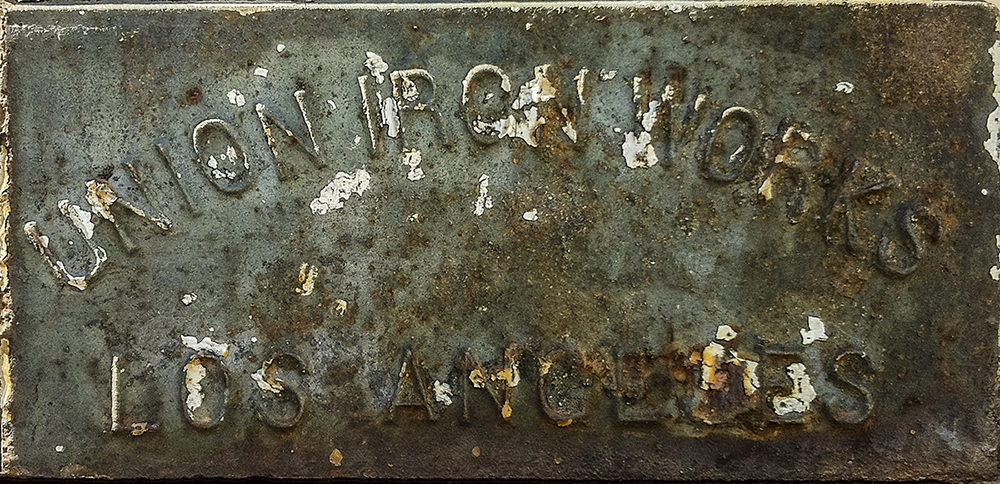 UNION IRON WORKS
LOS ANGELES